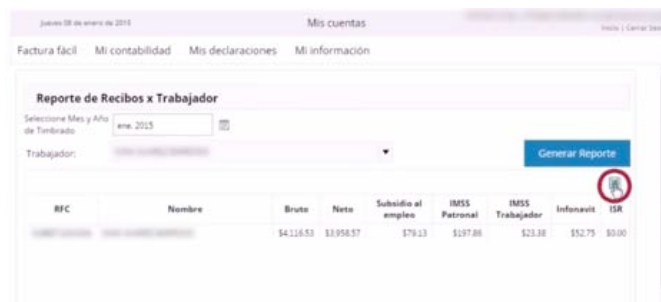 Jueves 08 de enero de 2015
Mis cuentas
Inicio | Cerrar
Factura fácil Mi contabilidad Mis declaraciones Mi información
Reporte de Recibos x Trabajador
Seleccione Mes y Año
de Timbrado
ene. 2015
Trabajador:
Generar Reporte
RFC Nombre Bruto Neto Subsidio al empleo IMSS Patronal IMSS Trabajador Infonavit ISR
$4,116.53 $3,958.57 $79.13 $197.86 $23.38 $52.75 $0.00